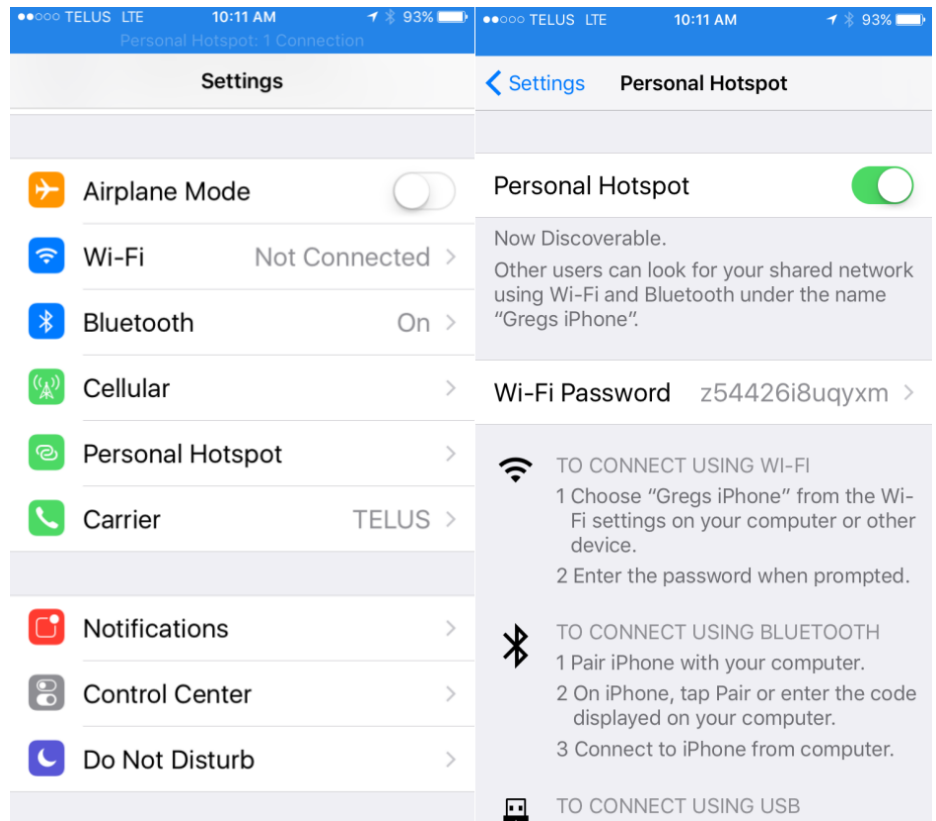 TELUS LTE 10:11 AM 93%
Personal Hotspot: 1 Connection
Settings
Airplane Mode
Wi-Fi Not Connected
Bluetooth On
Cellular
Personal Hotspot
Carrier TELUS
Notifications
Control Center
Do Not Disturb
TELUS LTE 10:11 AM 93%
Settings Personal Hotspot
Personal Hotspot
Now Discoverable.
Other users can look for your shared network
using Wi-Fi and Bluetooth under the name
“Gregs iPhone”.
Wi-Fi Password z54426i8uqyxm
TO CONNECT USING WI-FI
1 Choose “Gregs iPhone” from the Wi-
Fi settings on your computer or other
device.
2 Enter the password when prompted.
TO CONNECT USING BLUETOOTH
1 Pair iPhone with your computer.
2 On iPhone, tap Pair or enter the code
displayed on your computer.
3 Connect to iPhone from computer.
TO CONNECT USING USB